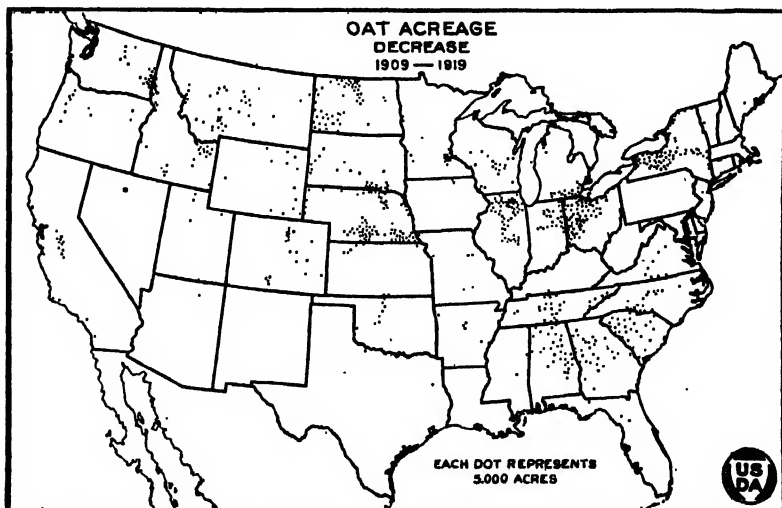 OAT ACREAGE
DECREASE
1909 — 1919
EACH DOT REPRESENTS
5,000 ACRES
US
DA